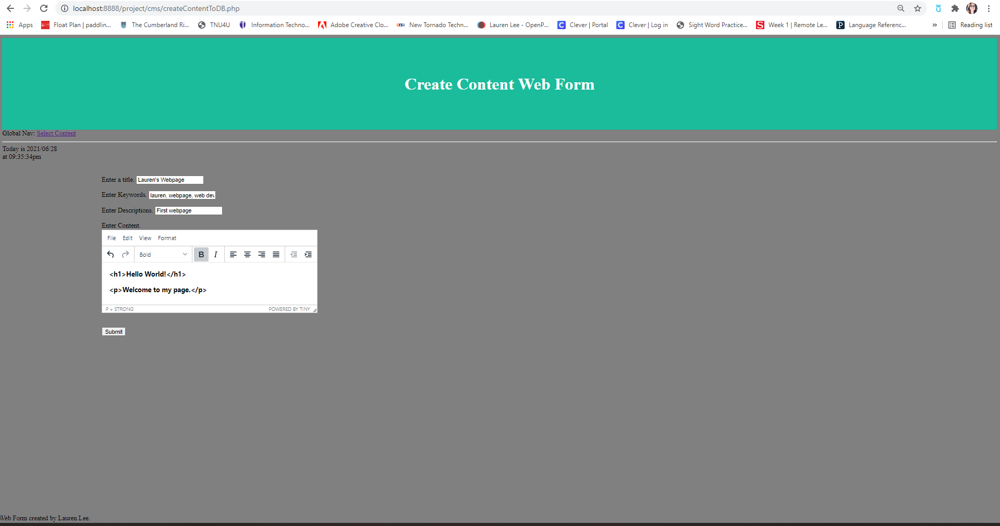 localhost:8888/project/cms/createContentToDB.php
Apps Float Plan | paddlin... The Cumberland Ri... TNU4U Information Techno... Adobe Creative Clo... New Tornado Techn... Lauren Lee - OpenP... Clever | Portal Clever | Log in Sight Word Practice... Week 1 | Remote Le... Language Referenc... » Reading list
Create Content Web Form
Global Nav: Select Content
Today is 2021/06/28
at 09:35:34pm
Enter a title. Lauren's Webpage
Enter Keywords. lauren, webpage, web dev
Enter Descriptions. First webpage
Enter Content.
File Edit View Format
Bold B I
<h1>Hello World!</h1>
<p>Welcome to my page.</p>
P » STRONG POWERED BY TINY
Submit
Web Form created by Lauren Lee.